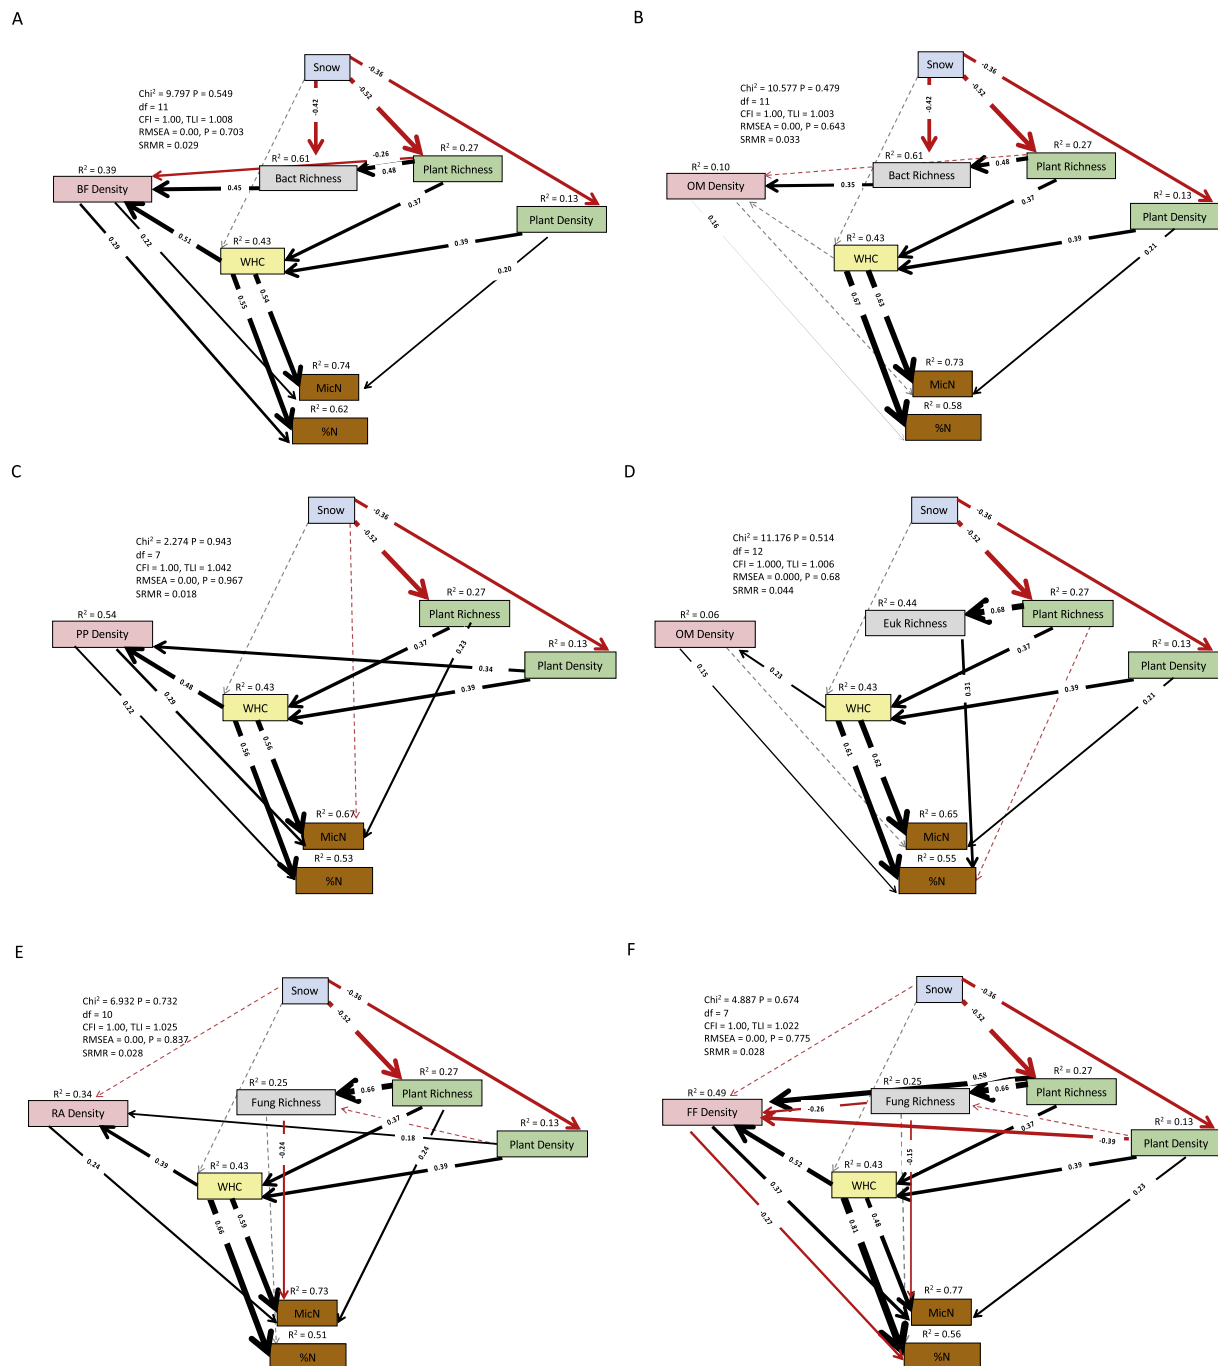 A
Snow
-0.36
-0.52
-0.42
Chi² = 9.797 P = 0.549
df = 11
CFI = 1.00, TLI = 1.008
RMSEA = 0.00, P = 0.703
SRMR = 0.029
R² = 0.39
BF Density
R² = 0.61
Bact Richness
-0.26
0.48
0.45
R² = 0.27
Plant Richness
R² = 0.13
Plant Density
0.37
0.39
0.51
0.22
0.29
R² = 0.43
WHC
0.54
0.55
0.20
R² = 0.74
MicN
R² = 0.62
%N
B
Snow
-0.36
-0.52
-0.42
Chi² = 10.577 P = 0.479
df = 11
CFI = 1.00, TLI = 1.003
RMSEA = 0.00, P = 0.643
SRMR = 0.033
R² = 0.10
OM Density
R² = 0.61
Bact Richness
0.48
0.35
R² = 0.27
Plant Richness
R² = 0.13
Plant Density
0.37
0.39
0.16
R² = 0.43
WHC
0.63
0.67
0.21
R² = 0.73
MicN
R² = 0.58
%N
C
Snow
-0.36
-0.52
Chi² = 2.274 P = 0.943
df = 7
CFI = 1.00, TLI = 1.042
RMSEA = 0.00, P = 0.967
SRMR = 0.018
R² = 0.54
PP Density
R² = 0.27
Plant Richness
R² = 0.13
Plant Density
0.37
0.23
0.34
0.39
0.48
0.29
0.22
R² = 0.43
WHC
0.56
0.56
R² = 0.67
MicN
R² = 0.53
%N
D
Snow
-0.36
-0.52
Chi² = 11.176 P = 0.514
df = 12
CFI = 1.000, TLI = 1.006
RMSEA = 0.000, P = 0.68
SRMR = 0.044
R² = 0.06
OM Density
R² = 0.44
Euk Richness
0.68
R² = 0.27
Plant Richness
R² = 0.13
Plant Density
0.37
0.39
0.31
0.23
0.15
R² = 0.43
WHC
0.62
0.61
0.21
R² = 0.65
MicN
R² = 0.55
%N
E
Snow
-0.36
-0.52
Chi² = 6.932 P = 0.732
df = 10
CFI = 1.00, TLI = 1.025
RMSEA = 0.00, P = 0.837
SRMR = 0.028
R² = 0.34
RA Density
R² = 0.25
Fung Richness
0.66
R² = 0.27
Plant Richness
R² = 0.13
Plant Density
0.37
0.18
0.24
0.39
-0.24
0.39
0.24
R² = 0.43
WHC
0.59
0.66
R² = 0.73
MicN
R² = 0.51
%N
F
Snow
-0.36
-0.52
Chi² = 4.887 P = 0.674
df = 7
CFI = 1.00, TLI = 1.022
RMSEA = 0.00, P = 0.775
SRMR = 0.028
R² = 0.49
FF Density
R² = 0.25
Fung Richness
0.58
0.66
-0.26
R² = 0.27
Plant Richness
R² = 0.13
Plant Density
0.37
-0.39
0.39
-0.15
0.52
0.37
-0.27
R² = 0.43
WHC
0.48
0.81
0.23
R² = 0.77
MicN
R² = 0.56
%N